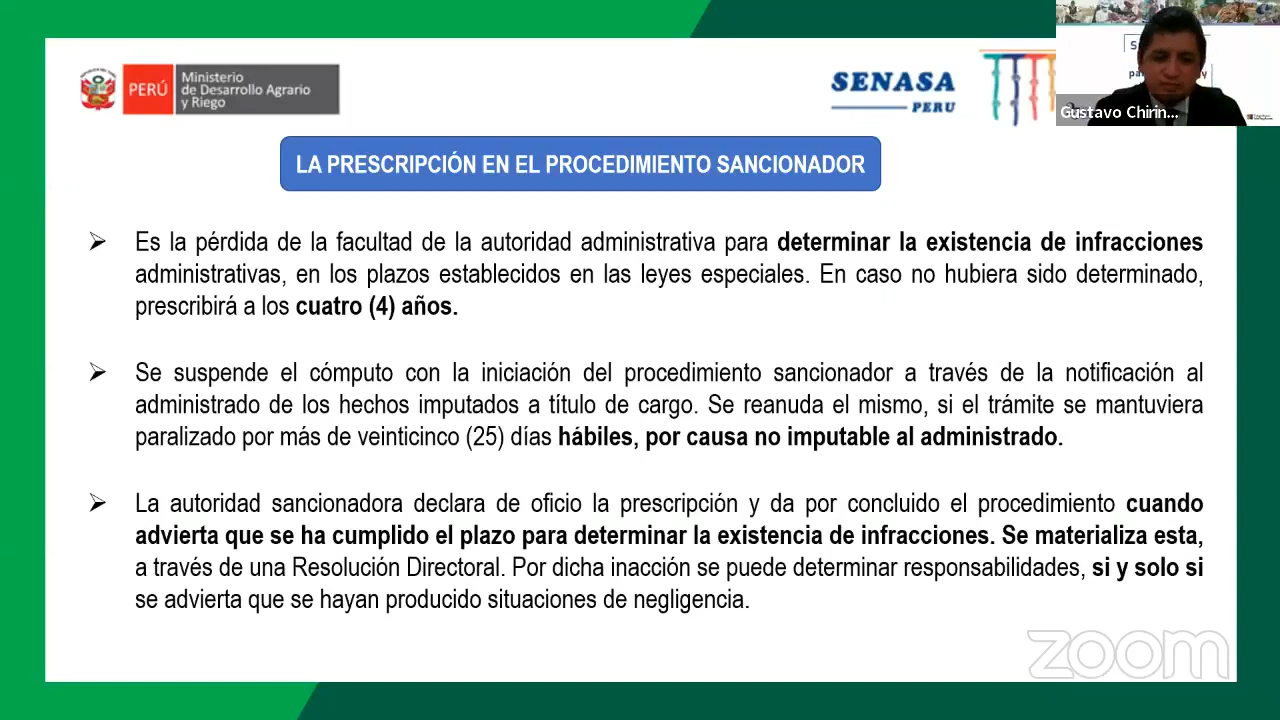 PERÚ
Ministerio
de Desarrollo Agrario
y Riego
SENASA
PERU
Gustavo Chirin...
LA PRESCRIPCIÓN EN EL PROCEDIMIENTO SANCIONADOR
➢ Es la pérdida de la facultad de la autoridad administrativa para determinar la existencia de infracciones
administrativas, en los plazos establecidos en las leyes especiales. En caso no hubiera sido determinado,
prescribirá a los cuatro (4) años.
➢ Se suspende el cómputo con la iniciación del procedimiento sancionador a través de la notificación al
administrado de los hechos imputados a título de cargo. Se reanuda el mismo, si el trámite se mantuviera
paralizado por más de veinticinco (25) días hábiles, por causa no imputable al administrado.
➢ La autoridad sancionadora declara de oficio la prescripción y da por concluido el procedimiento cuando
advierta que se ha cumplido el plazo para determinar la existencia de infracciones. Se materializa esta,
a través de una Resolución Directoral. Por dicha inacción se puede determinar responsabilidades, si y solo si
se advierta que se hayan producido situaciones de negligencia.
zoom